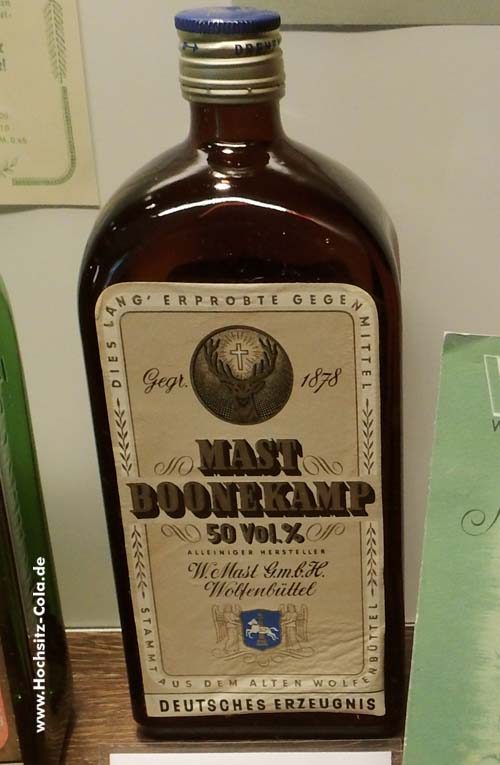 DREHEN
DIES LANG' ERPROBTE GEGENMITTEL
Gegr. 1878
MAST
BOONEKAMP
50 Vol.%
ALLEINIGER HERSTELLER
W. Mast G.m.b.H.
Wolfenbüttel
STAMMT AUS DEM ALTEN WOLFENBÜTTEL
DEUTSCHES ERZEUGNIS
www.Hochsitz-Cola.de